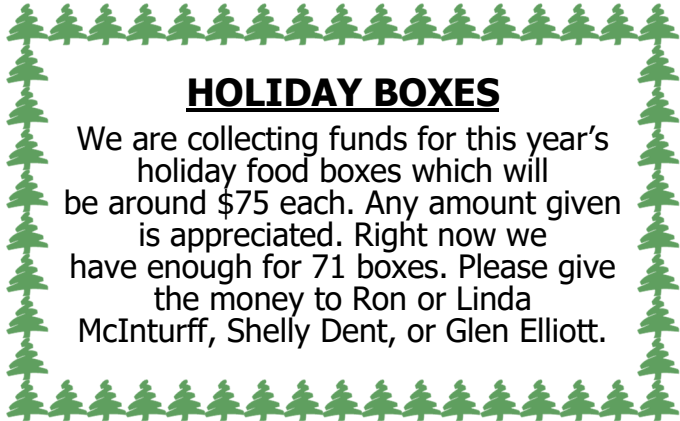 HOLIDAY BOXES
We are collecting funds for this year’s
holiday food boxes which will
be around $75 each. Any amount given
is appreciated. Right now we
have enough for 71 boxes. Please give
the money to Ron or Linda
McInturff, Shelly Dent, or Glen Elliott.